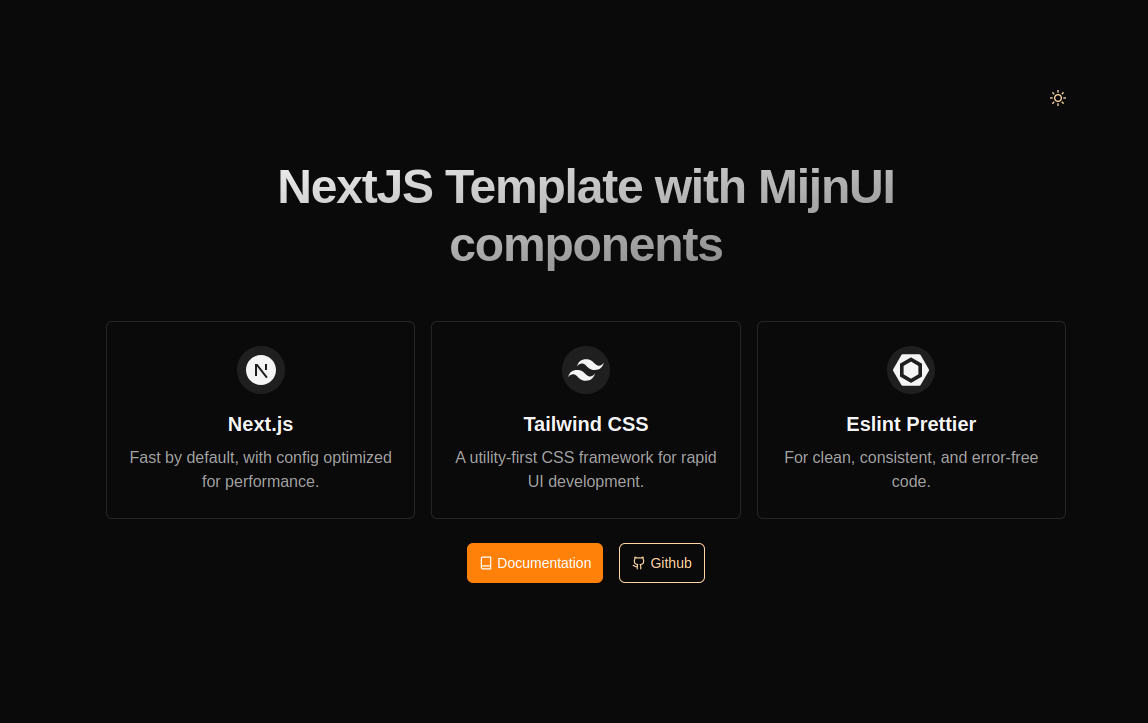 NextJS Template with MijnUI
components
Next.js
Fast by default, with config optimized
for performance.
Tailwind CSS
A utility-first CSS framework for rapid
UI development.
Eslint Prettier
For clean, consistent, and error-free
code.
Documentation
Github